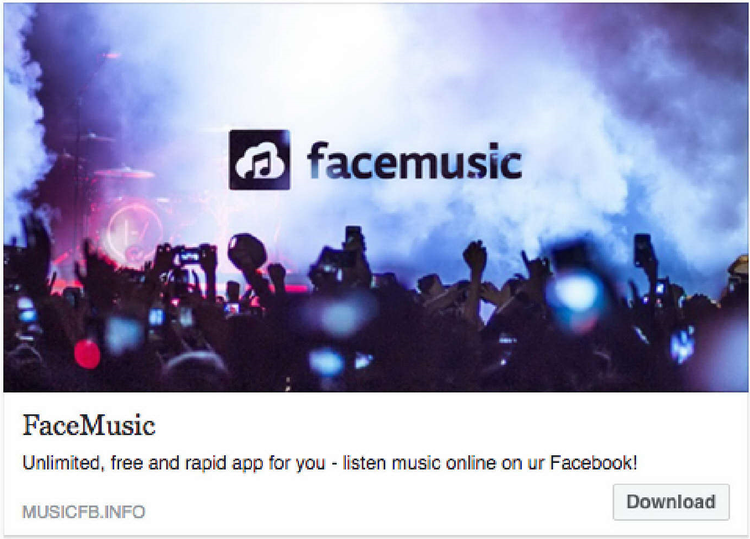 facemusic
FaceMusic
Unlimited, free and rapid app for you - listen music online on ur Facebook!
MUSICFB.INFO
Download